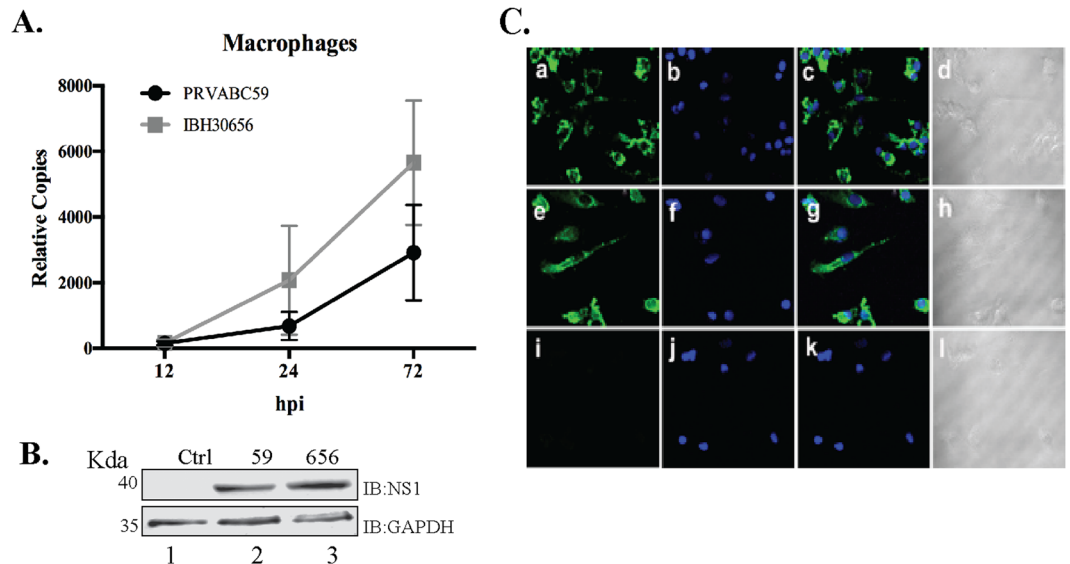 A.
Macrophages
PRVABC59
IBH30656
Relative Copies
8000
6000
4000
2000
0
12
24
72
hpi
B.
Kda
Ctrl
59
656
40
IB:NS1
35
IB:GAPDH
1
2
3
C.
a
b
c
d
e
f
g
h
i
j
k
l